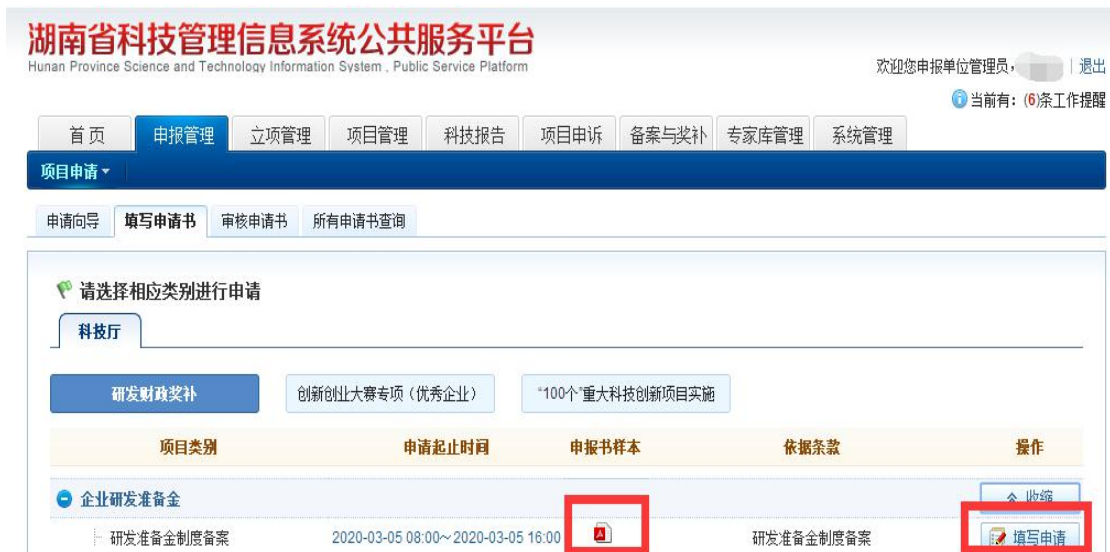 湖南省科技管理信息系统公共服务平台
Hunan Province Science and Technology Information System , Public Service Platform
欢迎您申报单位管理员， | 退出
当前有：(6)条工作提醒
首页 申报管理 立项管理 项目管理 科技报告 项目申诉 备案与奖补 专家库管理 系统管理
项目申请
申请向导 填写申请书 审核申请书 所有申请书查询
请选择相应类别进行申请
科技厅
研发财政奖补 创新创业大赛专项（优秀企业） “100个”重大科技创新项目实施
项目类别 申请起止时间 申报书样本 依据条款 操作
企业研发准备金 收缩
研发准备金制度备案 2020-03-05 08:00~2020-03-05 16:00 研发准备金制度备案 填写申请